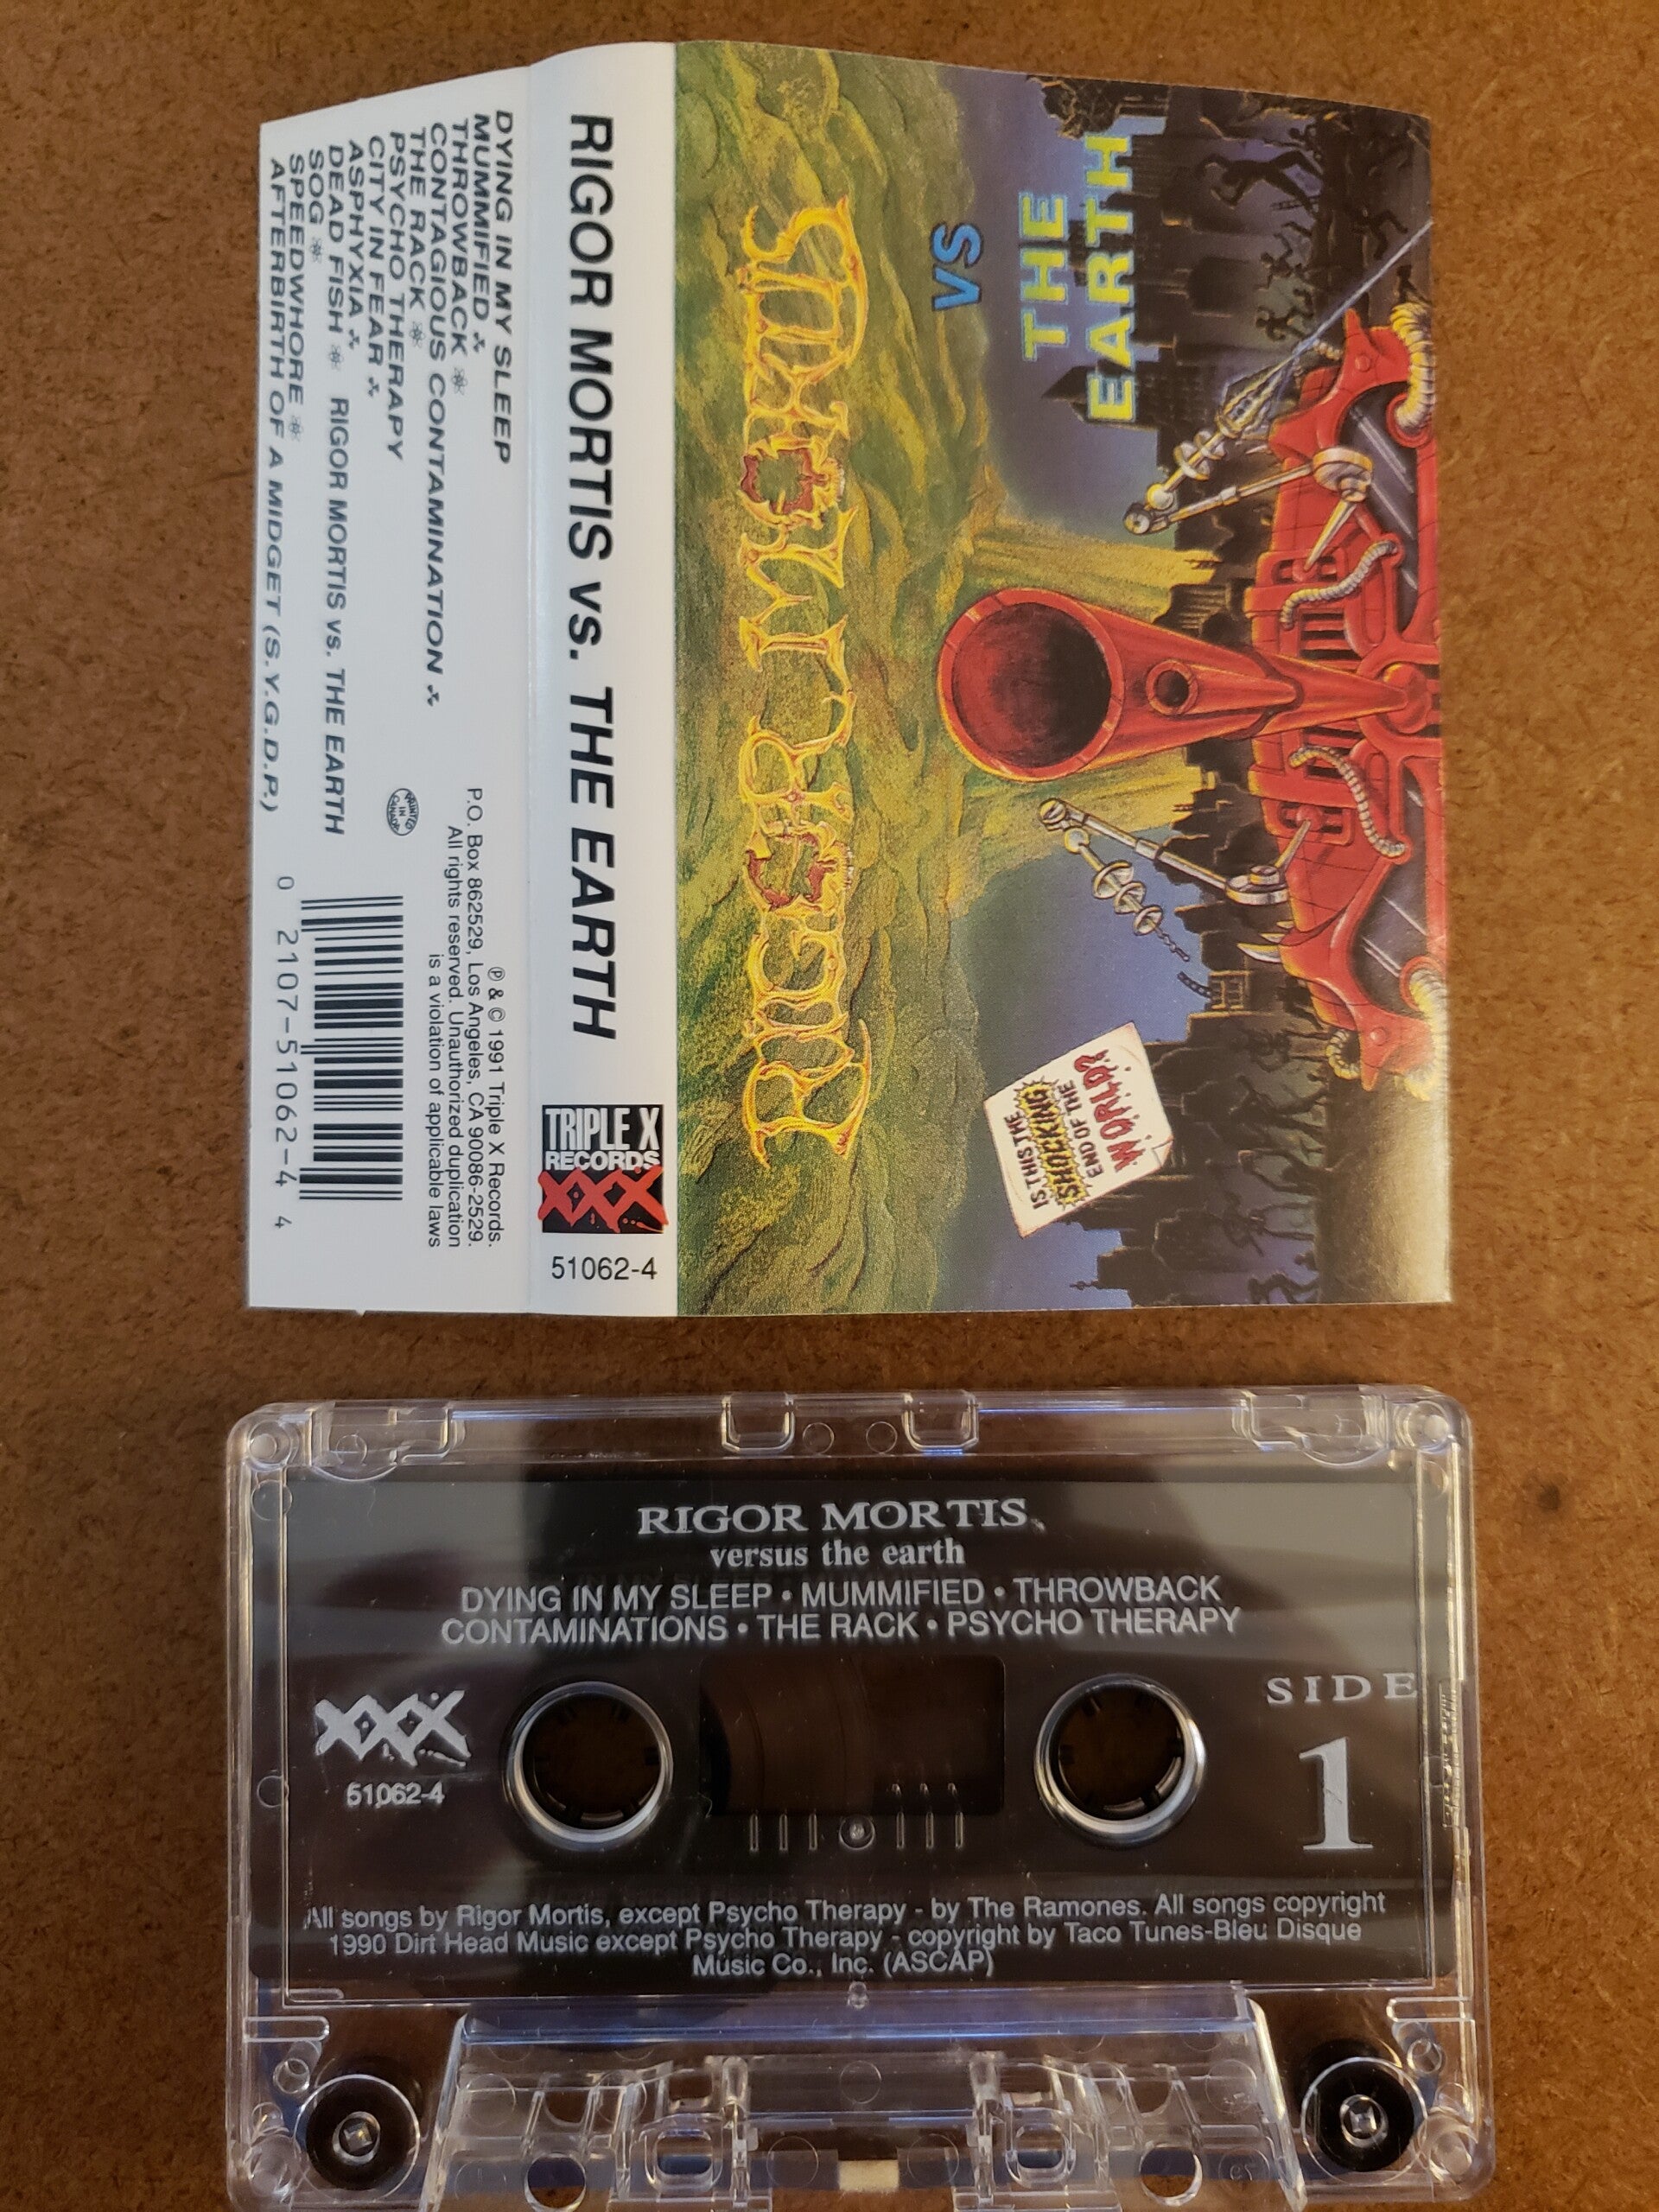 RIGOR MORTIS
VS
THE
EARTH
IS THIS THE
SHOCKING
END OF THE
WORLD?
RIGOR MORTIS vs. THE EARTH
TRIPLE X
RECORDS
XXX
51062-4
DYING IN MY SLEEP
MUMMIFIED
THROWBACK
CONTAGIOUS CONTAMINATION
THE RACK
PSYCHO THERAPY
CITY IN FEAR
ASPHYXIA
DEAD FISH
SOG
SPEEDWHORE
AFTERBIRTH OF A MIDGET (S.Y.G.D.P.)
RIGOR MORTIS vs. THE EARTH
PRINTED
IN
CANADA
℗ & © 1991 Triple X Records.
P.O. Box 862529, Los Angeles, CA 90086-2529.
All rights reserved. Unauthorized duplication
is a violation of applicable laws
0 2107-51062-4 4
RIGOR MORTIS
versus the earth
DYING IN MY SLEEP • MUMMIFIED • THROWBACK
CONTAMINATIONS • THE RACK • PSYCHO THERAPY
XXX
51062-4
SIDE
1
All songs by Rigor Mortis, except Psycho Therapy - by The Ramones. All songs copyright
1990 Dirt Head Music except Psycho Therapy - copyright by Taco Tunes-Bleu Disque
Music Co., Inc. (ASCAP)